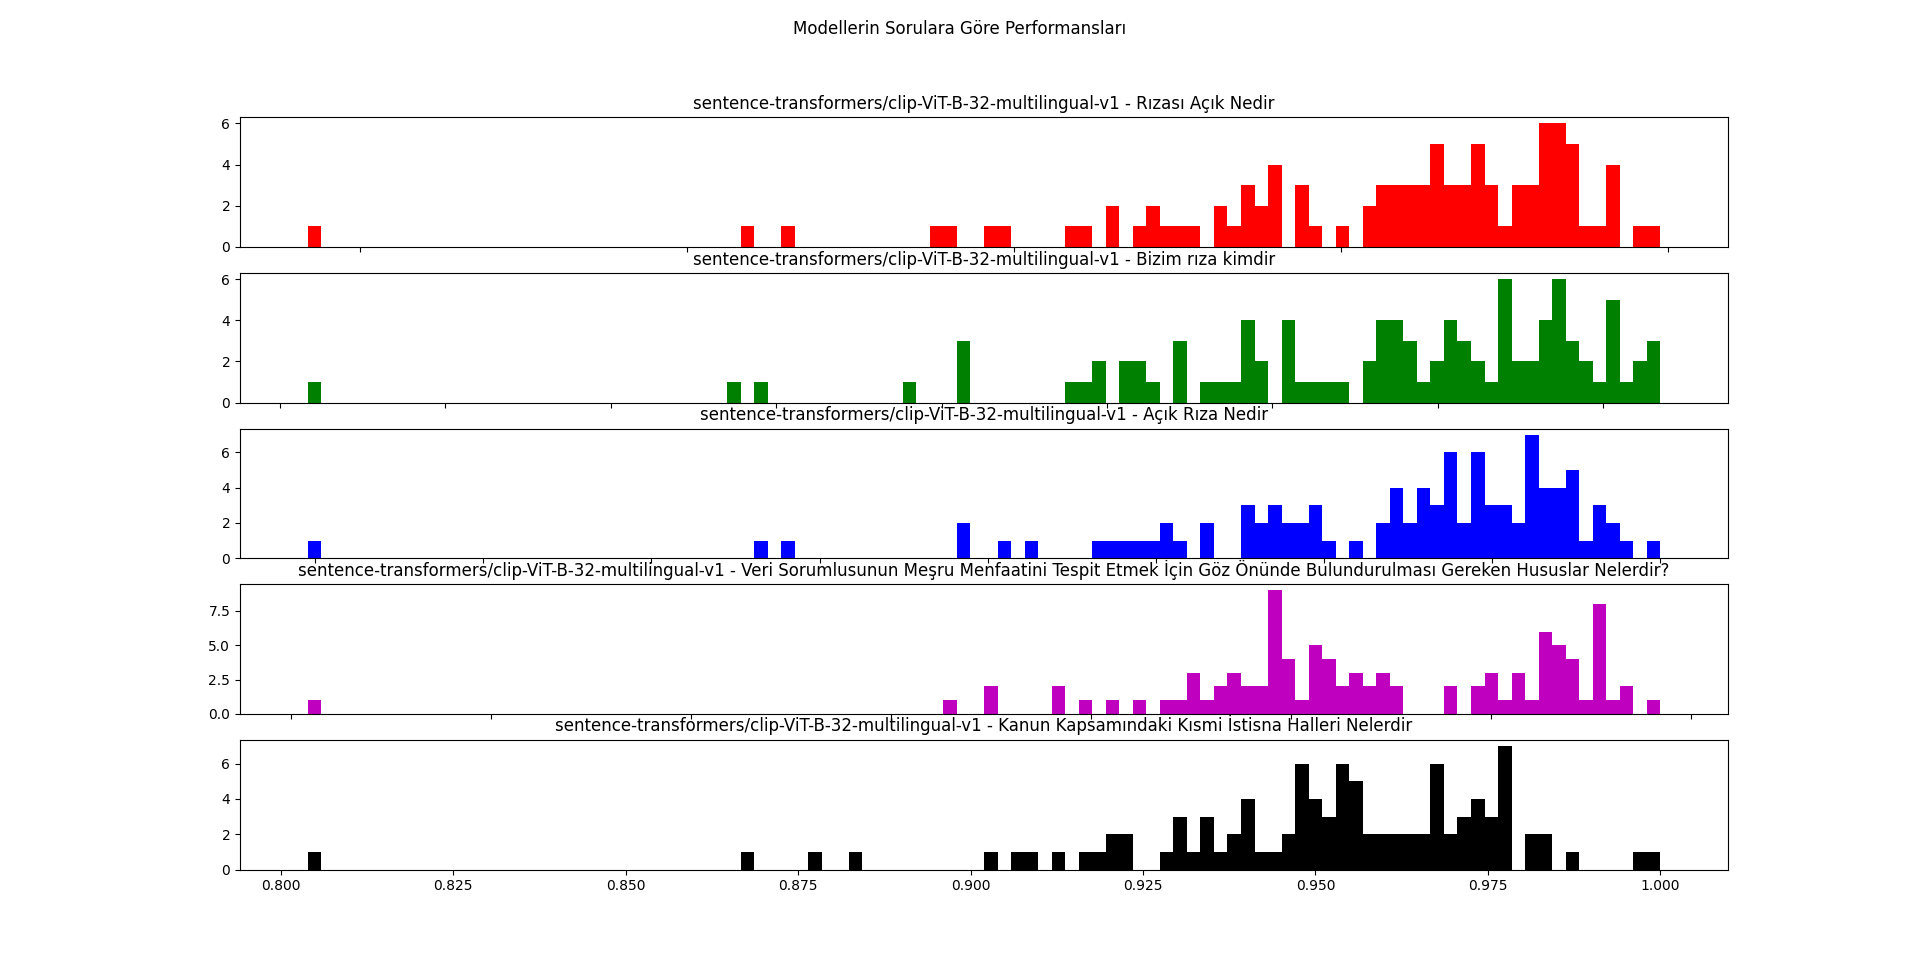 Modellerin Sorulara Göre Performansları
sentence-transformers/clip-ViT-B-32-multilingual-v1 - Rızası Açık Nedir
6
4
2
0
sentence-transformers/clip-ViT-B-32-multilingual-v1 - Bizim rıza kimdir
6
4
2
0
sentence-transformers/clip-ViT-B-32-multilingual-v1 - Açık Rıza Nedir
6
4
2
0
sentence-transformers/clip-ViT-B-32-multilingual-v1 - Veri Sorumlusunun Meşru Menfaatini Tespit Etmek İçin Göz Önünde Bulundurulması Gereken Hususlar Nelerdir?
7.5
5.0
2.5
0.0
sentence-transformers/clip-ViT-B-32-multilingual-v1 - Kanun Kapsamındaki Kısmi İstisna Halleri Nelerdir
6
4
2
0
0.800 0.825 0.850 0.875 0.900 0.925 0.950 0.975 1.000